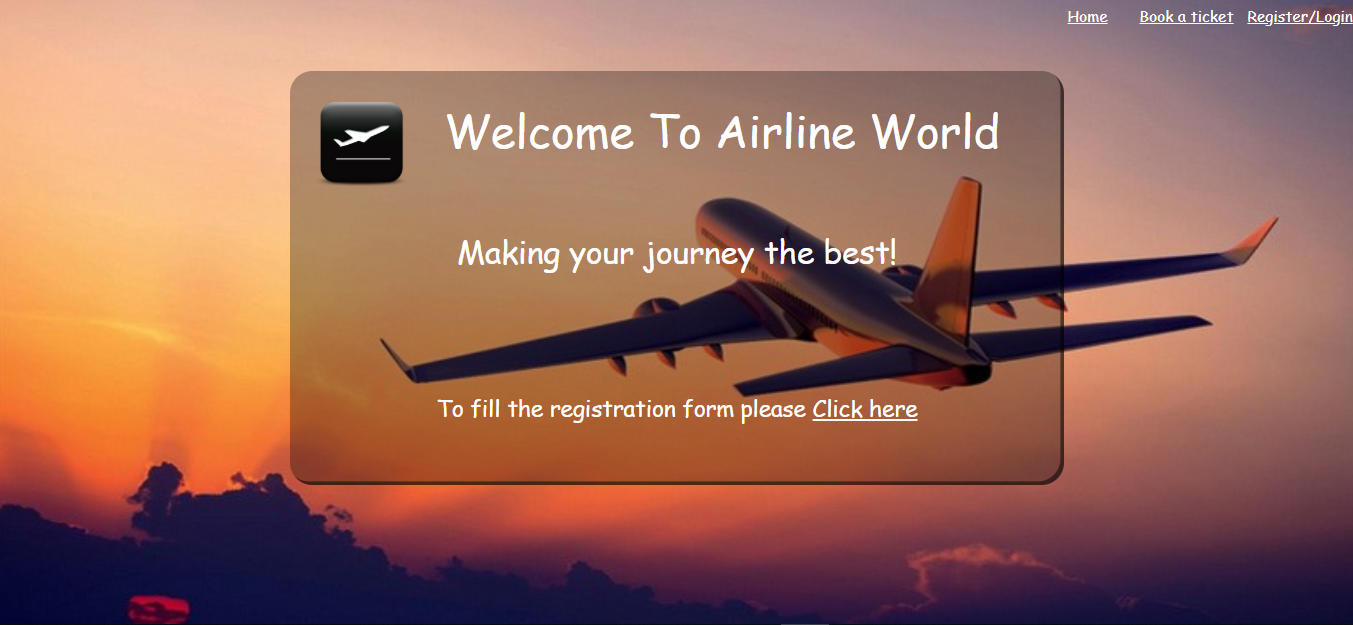 Home Book a ticket Register/Login
Welcome To Airline World
Making your journey the best!
To fill the registration form please Click here